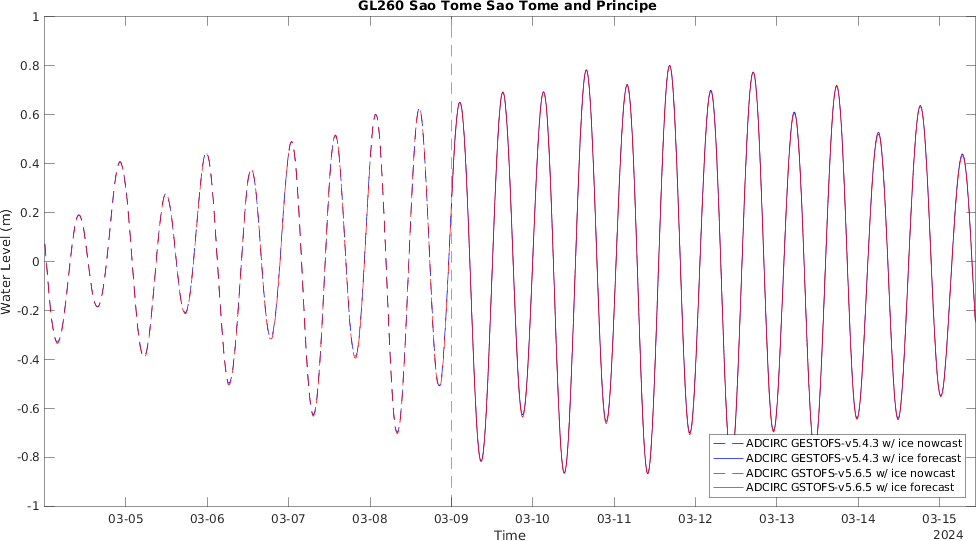 GL260 Sao Tome Sao Tome and Principe
Water Level (m)
1
0.8
0.6
0.4
0.2
0
-0.2
-0.4
-0.6
-0.8
-1
ADCIRC GESTOFS-v5.4.3 w/ ice nowcast
ADCIRC GESTOFS-v5.4.3 w/ ice forecast
ADCIRC GSTOFS-v5.6.5 w/ ice nowcast
ADCIRC GSTOFS-v5.6.5 w/ ice forecast
03-05 03-06 03-07 03-08 03-09 03-10 03-11 03-12 03-13 03-14 03-15
Time
2024